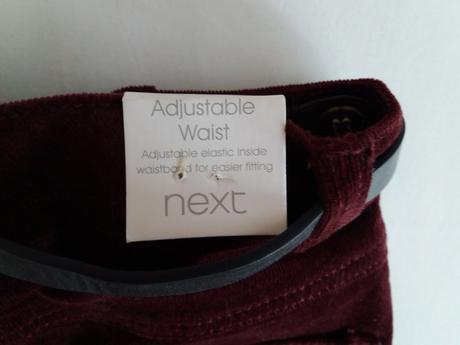 Adjustable
Waist
Adjustable elastic inside
waistband for easier fitting
next